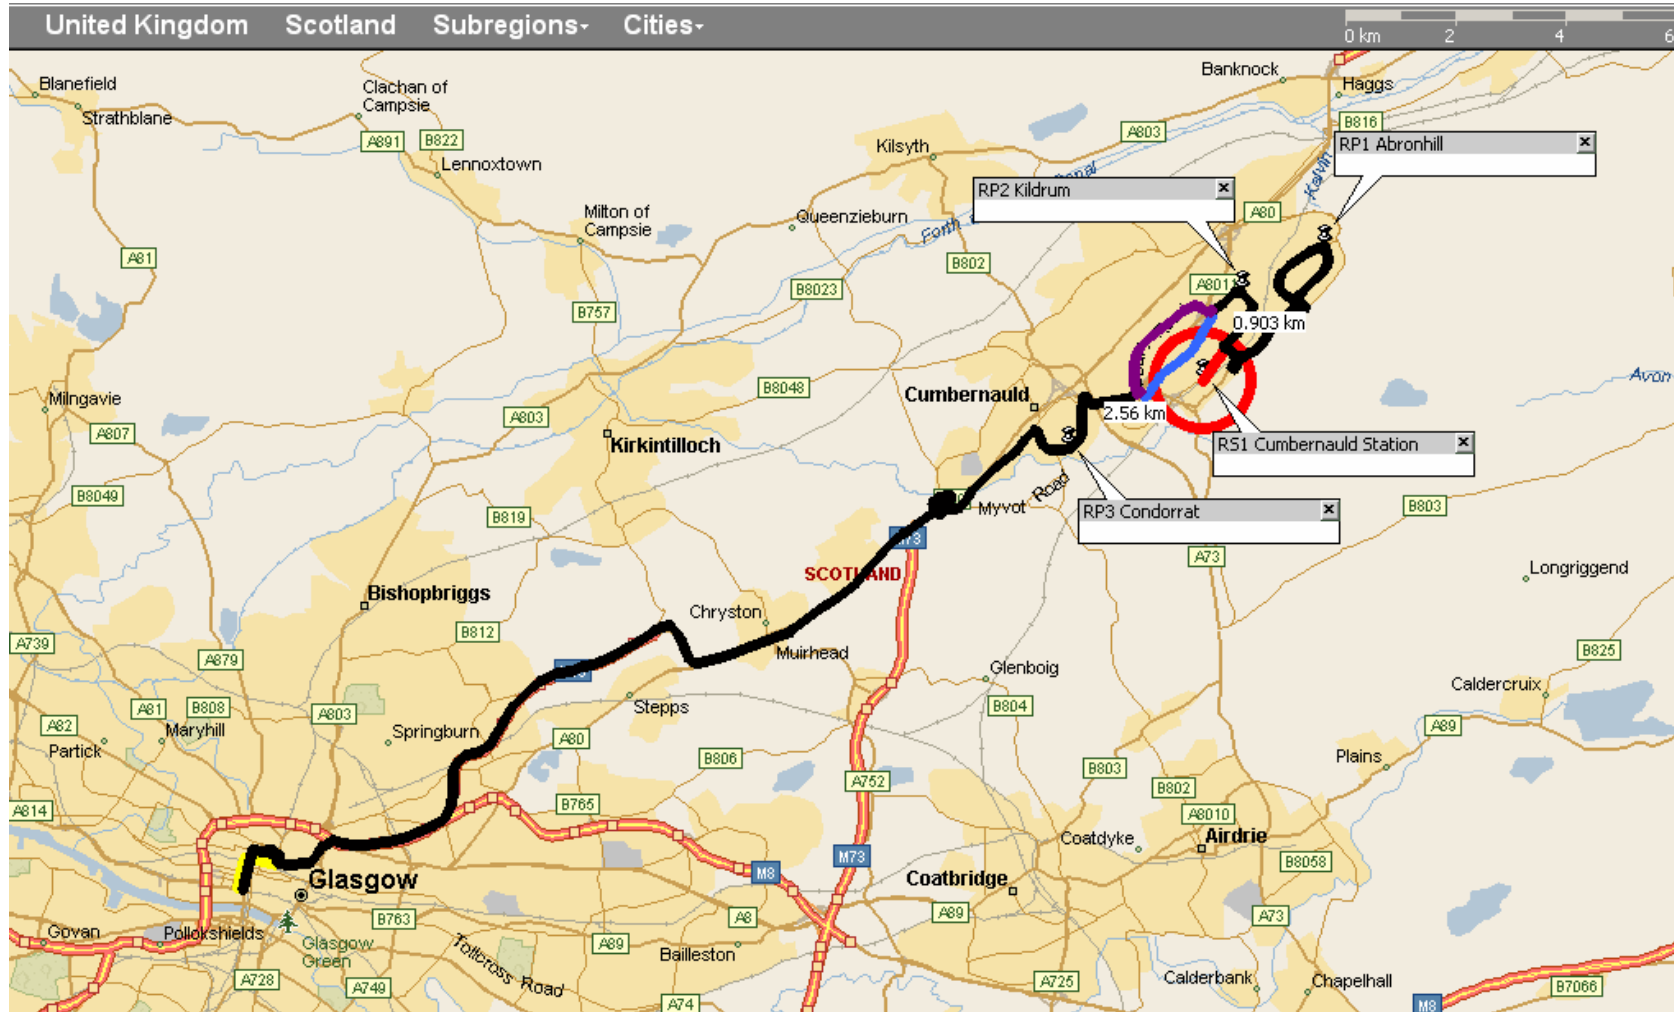 United Kingdom Scotland Subregions Cities
0 km 2 4 6
Blanefield
Strathblane
Clachan of
Campsie
A891
B822
Lennoxtown
Banknock
Haggs
B816
A803
Kilsyth
RP1 Abronhill
RP2 Kildrum
Kelvin
Milton of
Campsie
Queenzieburn
Forth
A80
A81
B802
B8023
A801
B757
0.903 km
Milngavie
A807
B8048
A803
Cumbernauld
2.56 km
Avon
Kirkintilloch
RS1 Cumbernauld Station
B8049
B819
Myvot Road
RP3 Condorrat
B803
M73
A73
SCOTLAND
Longriggend
Bishopbriggs
Chryston
A739
B812
Muirhead
A879
Glenboig
B825
Caldercruix
A81
B808
A803
Stepps
B804
A82
Maryhill
Partick
Springburn
A80
B806
A89
Plains
B803
A752
B802
A814
B765
A8010
Coatdyke
Airdrie
M73
M8
B8058
Glasgow
Coatbridge
B763
A8
A89
A73
Govan
Pollokshields
Glasgow
Green
Tollcross Road
A89
Bailleston
A728
A749
A74
A725
Calderbank
Chapelhall
B7066
M8